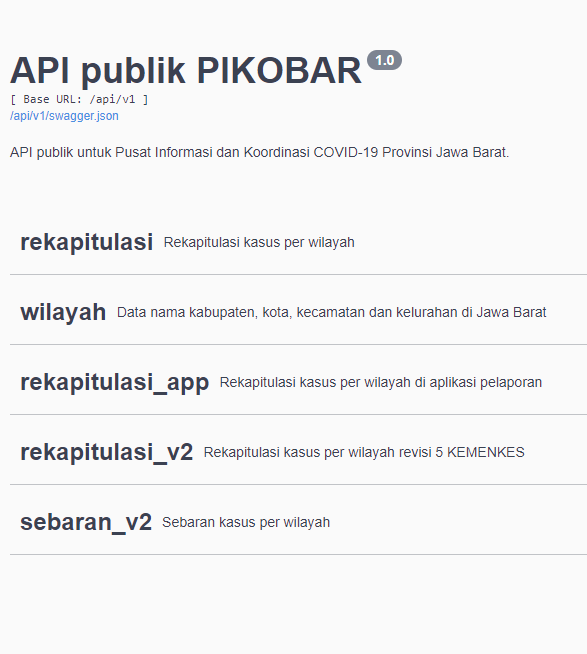 API publik PIKOBAR 1.0
[ Base URL: /api/v1 ]
/api/v1/swagger.json
API publik untuk Pusat Informasi dan Koordinasi COVID-19 Provinsi Jawa Barat.
rekapitulasi Rekapitulasi kasus per wilayah
wilayah Data nama kabupaten, kota, kecamatan dan kelurahan di Jawa Barat
rekapitulasi_app Rekapitulasi kasus per wilayah di aplikasi pelaporan
rekapitulasi_v2 Rekapitulasi kasus per wilayah revisi 5 KEMENKES
sebaran_v2 Sebaran kasus per wilayah